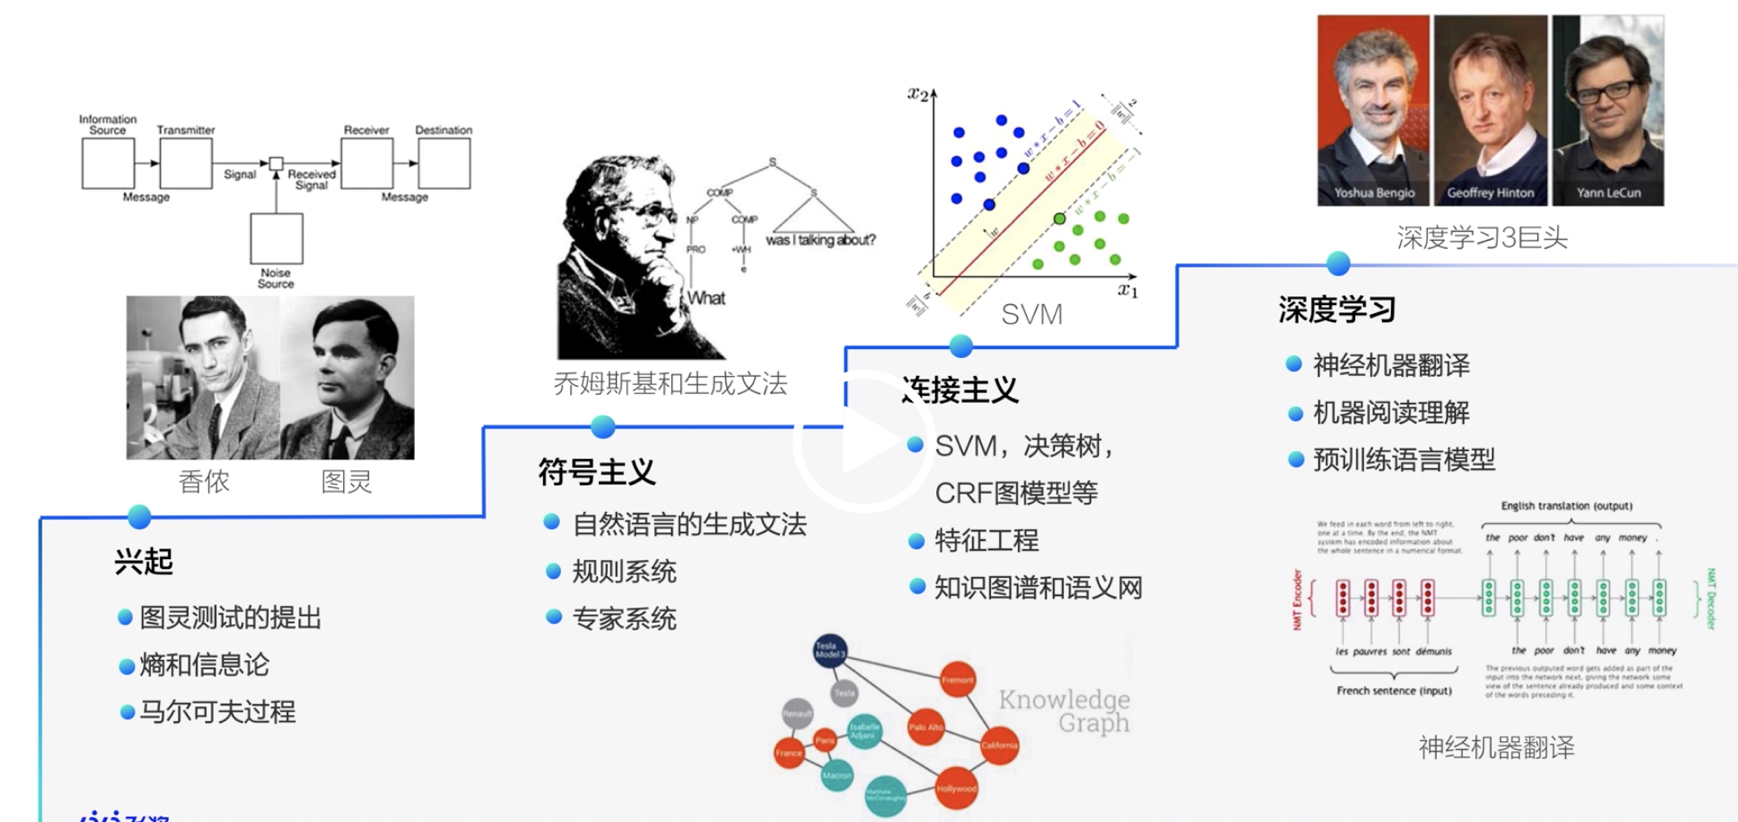 Information
Source
Transmitter
Receiver
Destination
Signal
Received
Signal
Message
Message
Noise
Source
香侬
图灵
兴起
图灵测试的提出
熵和信息论
马尔可夫过程
S
COMP
S
NP
COMP
PRO
+WH
e
was I talking about?
What
乔姆斯基和生成文法
符号主义
自然语言的生成文法
规则系统
专家系统
x₂
x₁
w * x − b = 1
w * x − b = 0
w * x − b = −1
2
‖w‖
w
b
‖w‖
SVM
连接主义
SVM，决策树，
CRF图模型等
特征工程
知识图谱和语义网
Tesla
Model 3
Tesla
Fremont
Renault
Paris
Isabelle
Adjani
Palo Alto
France
Macron
California
Matthew
McConaughey
Hollywood
Knowledge
Graph
Yoshua Bengio
Geoffrey Hinton
Yann LeCun
深度学习3巨头
深度学习
神经机器翻译
机器阅读理解
预训练语言模型
English translation (output)
We feed in each word from left to right,
one at a time. By the end, the NMT
system has encoded information about
the whole sentence in a numerical format.
the poor don't have any money .
NMT Encoder
NMT Decoder
les pauvres sont démunis
the poor don't have any money
French sentence (input)
The previous outputed word gets added as part of the
input into the network next, giving the network some
view of the sentence already produced and some context
of the words preceding it.
神经机器翻译